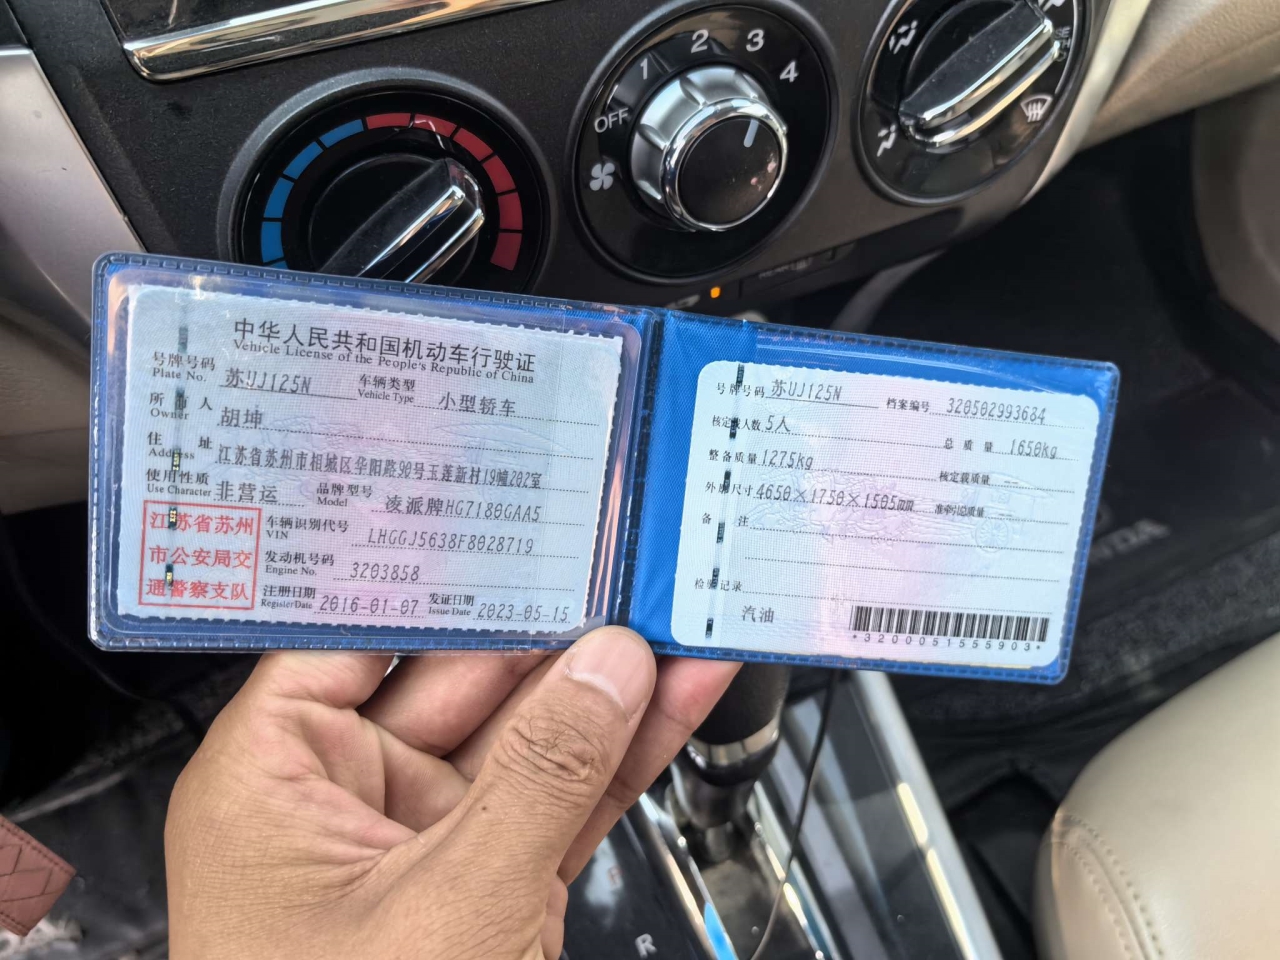 1 2 3 4
OFF
中华人民共和国机动车行驶证
Vehicle License of the People's Republic of China
号牌号码 苏UJ125N 车辆类型 小型轿车
Plate No. Vehicle Type
所有人 胡坤
Owner
住址 江苏省苏州市相城区华阳路90号玉莲新村19幢202室
Address
使用性质 非营运 品牌型号 凌派牌HG7180GAA5
Use Character Model
江苏省苏州
市公安局交
通警察支队
车辆识别代号 LHGGJ5638F8028719
VIN
发动机号码 3203858
Engine No.
注册日期 2016-01-07 发证日期 2023-05-15
Register Date Issue Date
号牌号码 苏UJ125N 档案编号 320502993684
核定载人数 5人 总质量 1650kg
整备质量 1275kg 核定载质量 --
外廓尺寸 4650×1750×1505mm 准牵引总质量 --
备注
检验记录
汽油
*3200051555903*
R